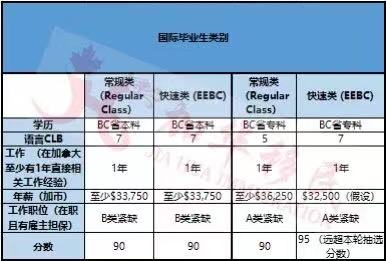 国际毕业生类别
常规类 (Regular Class) 快速类 (EEBC) 常规类 (Regular Class) 快速类 (EEBC)
学历 BC省本科 BC省本科 BC省专科 BC省专科
语言CLB 7 7 5 7
工作 （在加拿大至少有1年直接相关工作经验） 1年 1年 1年 1年
年薪（加币） 至少$33,750 至少$33,750 至少$36,250 $32,500（假设）
工作职位（在职且有雇主担保） B类紧缺 B类紧缺 A类紧缺 A类紧缺
分数 90 90 90 95 （远超本轮抽选分数）